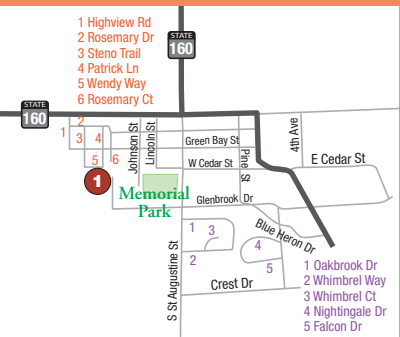 1 Highview Rd
2 Rosemary Dr
3 Steno Trail
4 Patrick Ln
5 Wendy Way
6 Rosemary Ct
STATE
160
STATE
160
2
1
3
4
5
6
1
Johnson St
Lincoln St
Green Bay St
W Cedar St
Pine St
4th Ave
E Cedar St
Memorial
Park
Glenbrook Dr
Blue Heron Dr
S St Augustine St
1
3
2
4
5
Crest Dr
1 Oakbrook Dr
2 Whimbrel Way
3 Whimbrel Ct
4 Nightingale Dr
5 Falcon Dr